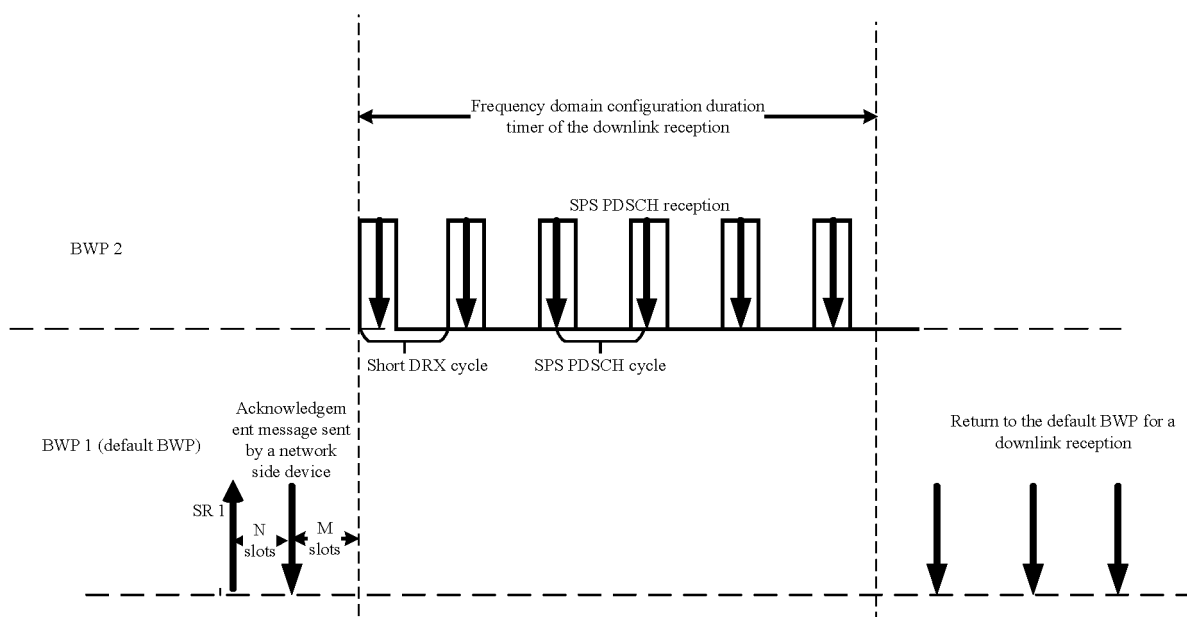 Frequency domain configuration duration
timer of the downlink reception
SPS PDSCH reception
BWP 2
Short DRX cycle
SPS PDSCH cycle
BWP 1 (default BWP)
Acknowledgem
ent message sent
by a network
side device
Return to the default BWP for a
downlink reception
SR 1
N
slots
M
slots